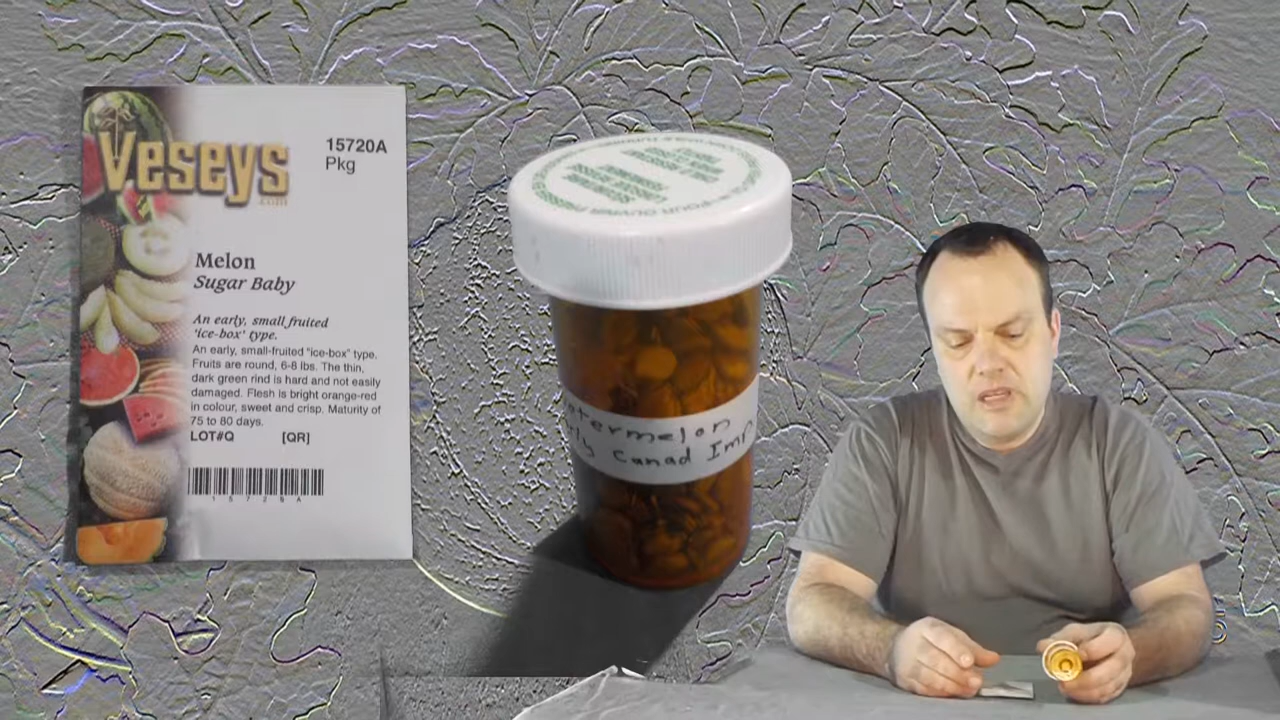 Veseys
15720A
Pkg
Melon
Sugar Baby
An early, small fruited
'ice-box' type.
An early, small-fruited "ice-box" type.
Fruits are round, 6-8 lbs. The thin,
dark green rind is hard and not easily
damaged. Flesh is bright orange-red
in colour, sweet and crisp. Maturity of
75 to 80 days.
LOT#Q [QR]
15720A
termelon
ly Canad Imp